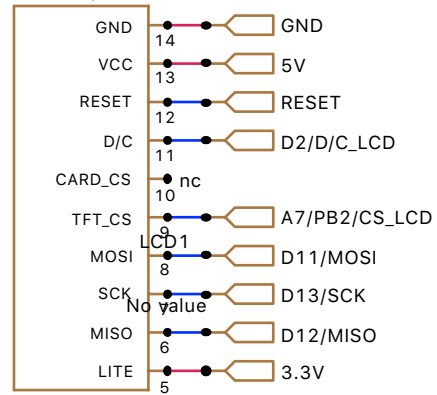 GND 14 GND
VCC 13 5V
RESET 12 RESET
D/C 11 D2/D/C_LCD
CARD_CS 10 nc
TFT_CS 9 A7/PB2/CS_LCD
LCD1
MOSI 8 D11/MOSI
SCK 7 D13/SCK
No value
MISO 6 D12/MISO
LITE 5 3.3V